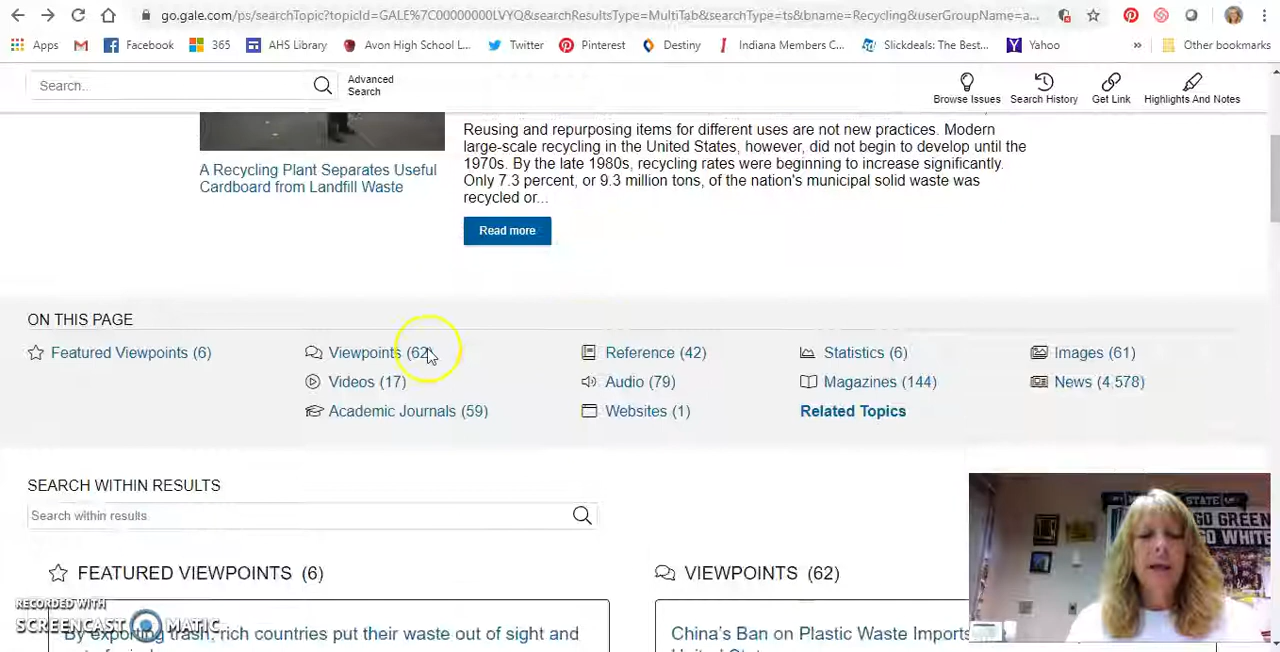 go.gale.com/ps/searchTopic?topicId=GALE%7C00000000LVYQ&searchResultsType=MultiTab&searchType=ts&bname=Recycling&userGroupName=a...
Apps
Facebook
365
AHS Library
Avon High School L...
Twitter
Pinterest
Destiny
Indiana Members C...
Slickdeals: The Best...
Yahoo
»
Other bookmarks
Search...
Advanced
Search
Browse Issues
Search History
Get Link
Highlights And Notes
A Recycling Plant Separates Useful
Cardboard from Landfill Waste
Reusing and repurposing items for different uses are not new practices. Modern
large-scale recycling in the United States, however, did not begin to develop until the
1970s. By the late 1980s, recycling rates were beginning to increase significantly.
Only 7.3 percent, or 9.3 million tons, of the nation's municipal solid waste was
recycled or...
Read more
ON THIS PAGE
Featured Viewpoints (6)
Viewpoints (62)
Reference (42)
Statistics (6)
Images (61)
Videos (17)
Audio (79)
Magazines (144)
News (4,578)
Academic Journals (59)
Websites (1)
Related Topics
SEARCH WITHIN RESULTS
Search within results
FEATURED VIEWPOINTS (6)
VIEWPOINTS (62)
By exporting trash, rich countries put their waste out of sight and
China's Ban on Plastic Waste Imports
RECORDED WITH
SCREENCAST MATIC
STATE
GO GREEN
GO WHITE